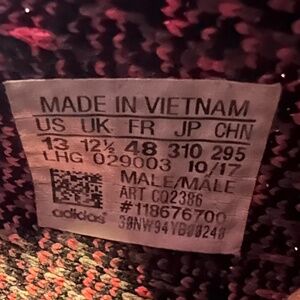 MADE IN VIETNAM
US UK FR JP CHN
13 12½ 48 310 295
LHG 029003 10/17
MALE/MÂLE
ART CQ2386
#118676700
adidas